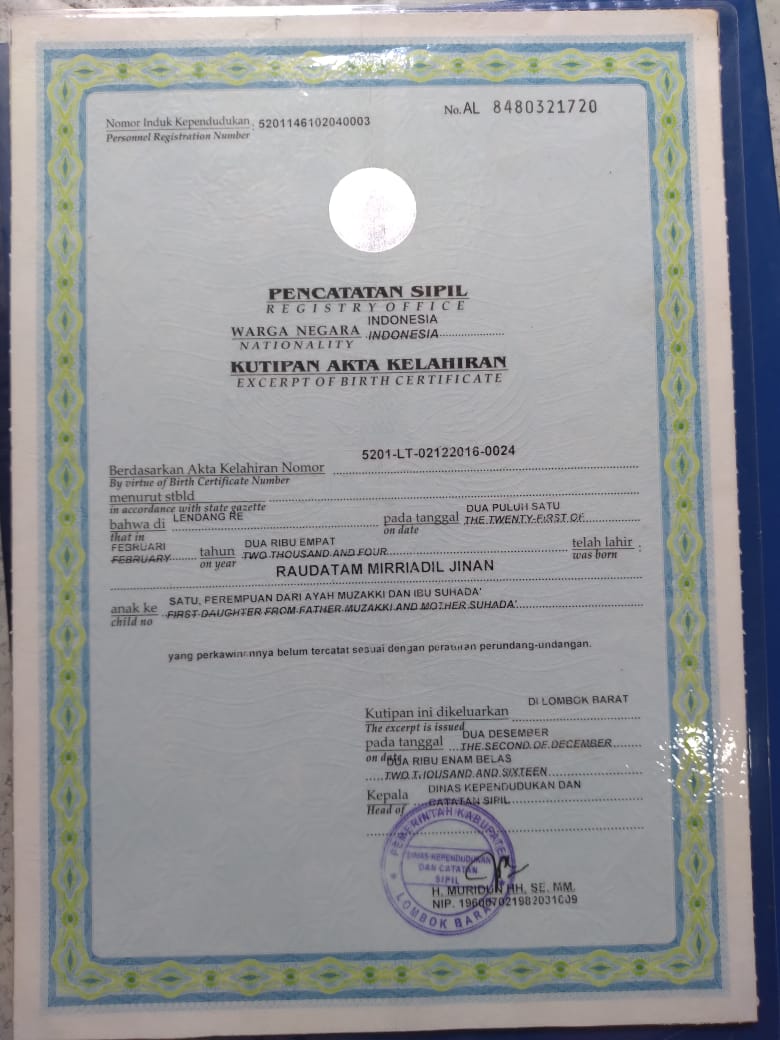 Nomor Induk Kependudukan : 5201146102040003
Personnel Registration Number
No. AL 8480321720
PENCATATAN SIPIL
REGISTRY OFFICE
WARGA NEGARA INDONESIA
NATIONALITY INDONESIA
KUTIPAN AKTA KELAHIRAN
EXCERPT OF BIRTH CERTIFICATE
Berdasarkan Akta Kelahiran Nomor 5201-LT-02122016-0024
By virtue of Birth Certificate Number
menurut stbld
in accordance with state gazette
bahwa di LENDANG RE pada tanggal DUA PULUH SATU
that in on date THE TWENTY-FIRST OF
FEBRUARI tahun DUA RIBU EMPAT telah lahir :
FEBRUARY on year TWO THOUSAND AND FOUR was born
RAUDATAM MIRRIADIL JINAN
anak ke SATU, PEREMPUAN DARI AYAH MUZAKKI DAN IBU SUHADA'
child no FIRST DAUGHTER FROM FATHER MUZAKKI AND MOTHER SUHADA'
yang perkawinannya belum tercatat sesuai dengan peraturan perundang-undangan.
Kutipan ini dikeluarkan DI LOMBOK BARAT
The excerpt is issued
pada tanggal DUA DESEMBER
on date THE SECOND OF DECEMBER
DUA RIBU ENAM BELAS
TWO THOUSAND AND SIXTEEN
Kepala DINAS KEPENDUDUKAN DAN
Head of CATATAN SIPIL
PEMERINTAH KABUPATE
DINAS KEPENDUDUKAN
DAN CATATAN
SIPIL
LOMBOK BARA
H. MURIDUN HH, SE, MM.
NIP.